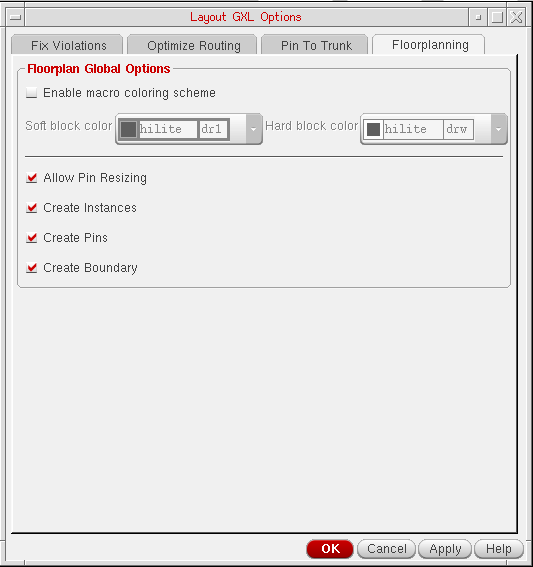 Layout GXL Options
Fix Violations Optimize Routing Pin To Trunk Floorplanning
Floorplan Global Options
Enable macro coloring scheme
Soft block color hilite dr1 Hard block color hilite drw
Allow Pin Resizing
Create Instances
Create Pins
Create Boundary
OK Cancel Apply Help